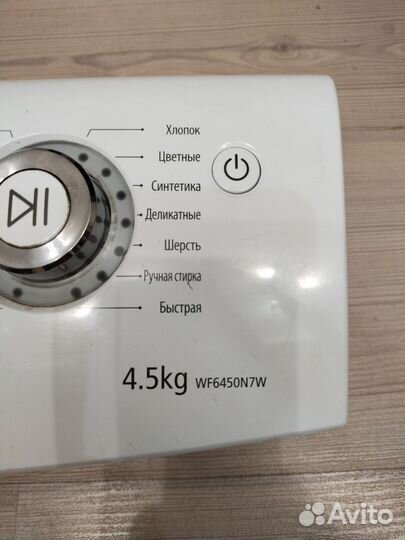 Хлопок
Цветные
Синтетика
Деликатные
Шерсть
Ручная стирка
Быстрая
4.5kg WF6450N7W
Avito